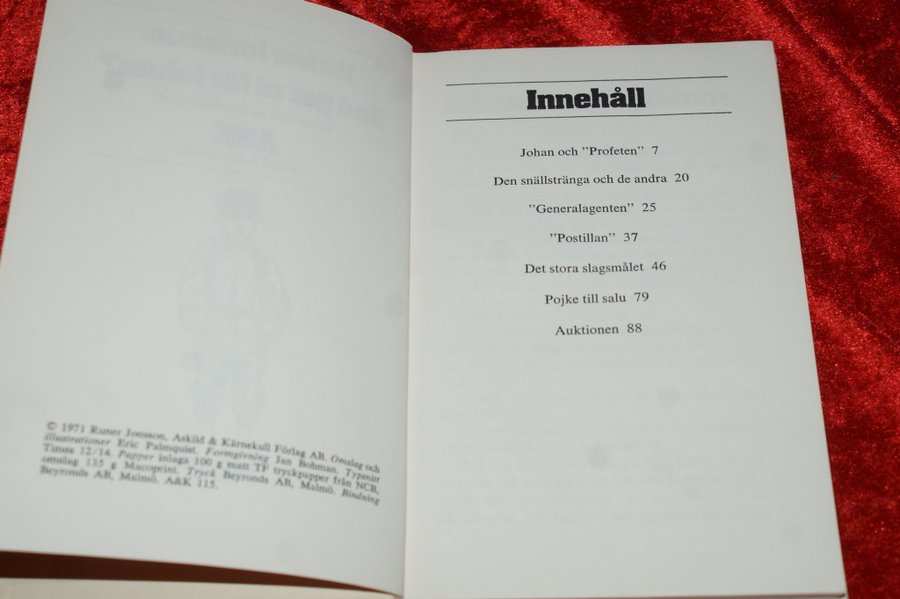 © 1971 Runer Jonsson, Askild & Kärnekull Förlag AB. Omslag och
illustrationer Eric Palmquist. Formgivning Jan Bohman. Typsnitt
Times 12/14. Papper inlaga 100 g matt TF tryckpapper från NCB,
omslag 135 g Macoprint. Tryck Beyronds AB, Malmö. Bindning
Beyronds AB, Malmö. A&K 115.
Innehåll
Johan och ”Profeten” 7
Den snällstränga och de andra 20
”Generalagenten” 25
”Postillan” 37
Det stora slagsmålet 46
Pojke till salu 79
Auktionen 88